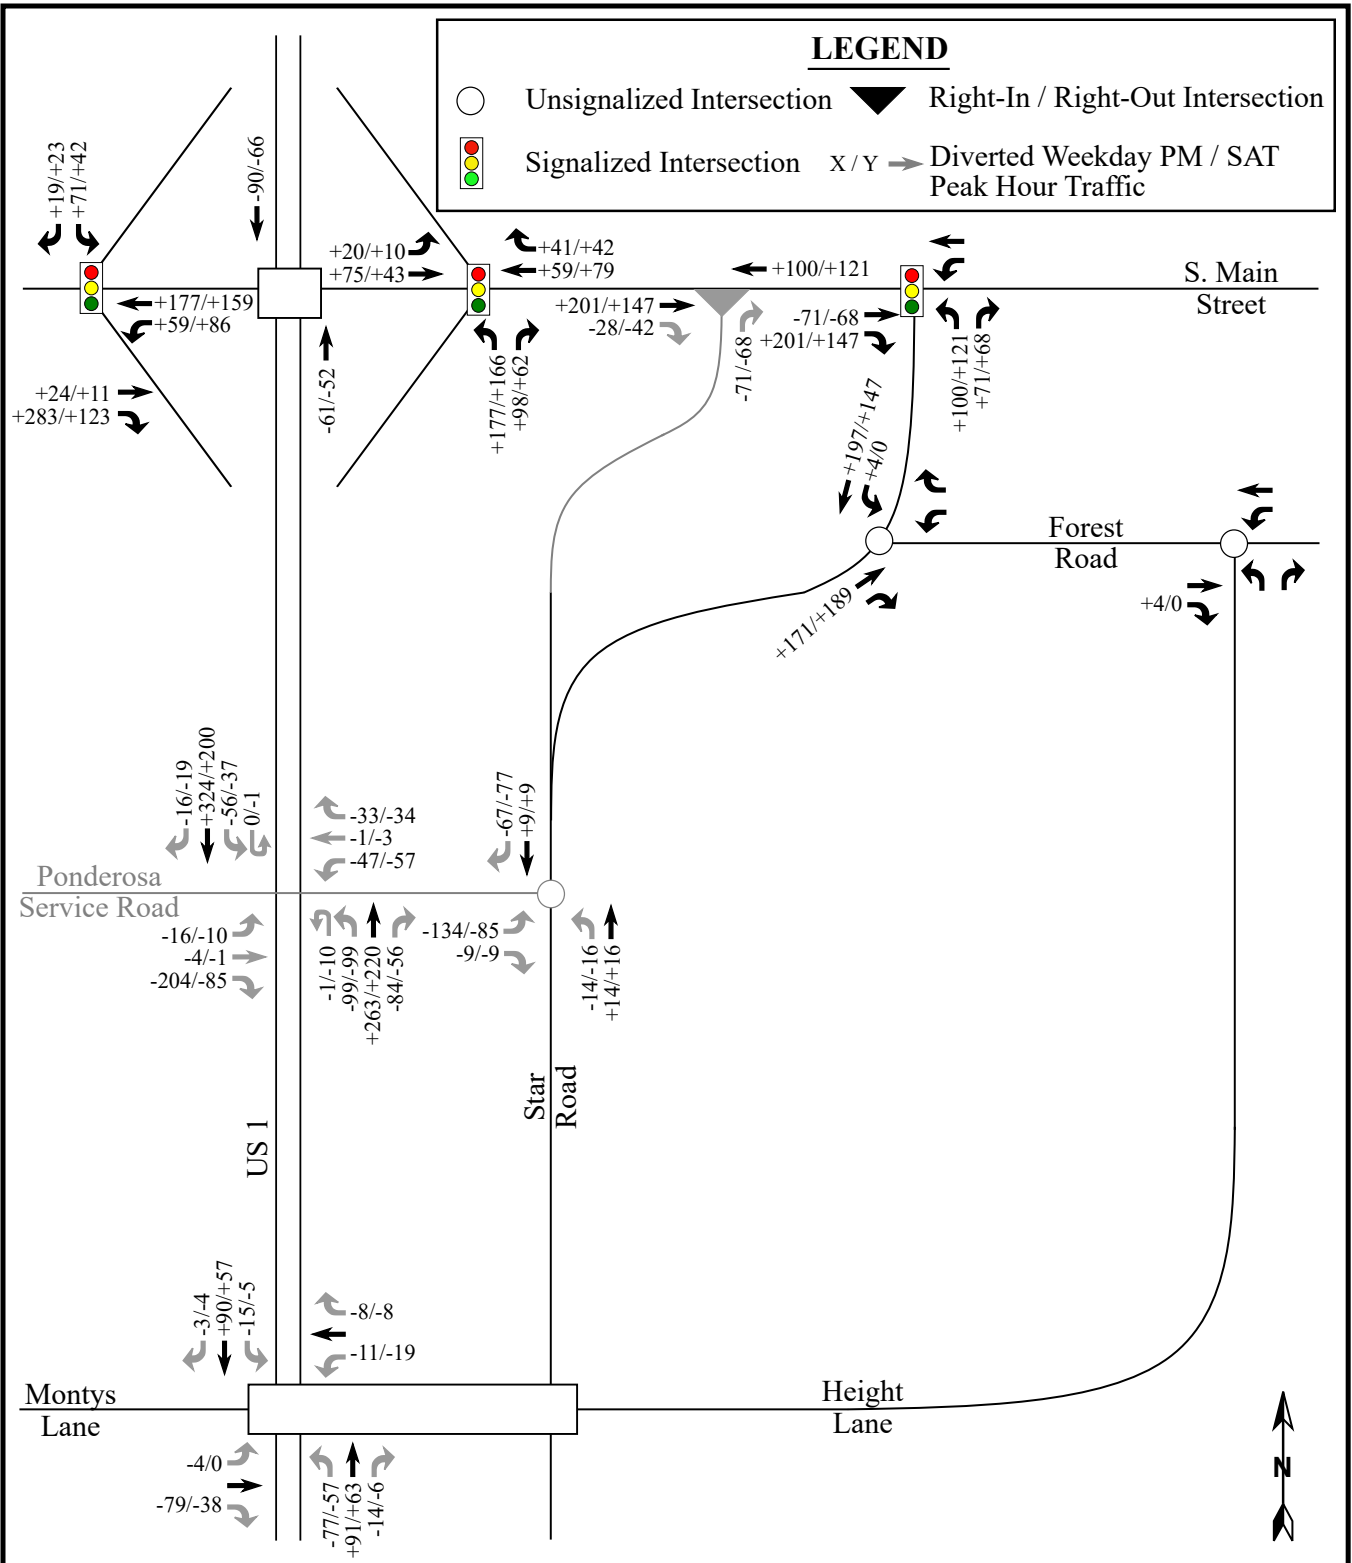 LEGEND
Unsignalized Intersection
Right-In / Right-Out Intersection
Signalized Intersection
X / Y
Diverted Weekday PM / SAT
Peak Hour Traffic
+19/+23
+71/+42
-90/-66
+20/+10
+75/+43
+41/+42
+59/+79
+100/+121
S. Main
Street
+177/+159
+59/+86
+201/+147
-28/-42
-71/-68
-71/-68
+201/+147
+24/+11
+283/+123
-61/-52
+177/+166
+98/+62
+100/+121
+71/+68
+197/+147
+4/0
Forest
Road
+171/+189
+4/0
-16/-19
+324/+200
-56/-37
0/-1
-33/-34
-1/-3
-47/-57
-67/-77
+9/+9
Ponderosa
Service Road
-16/-10
-4/-1
-204/-85
-1/-10
-99/-99
+263/+220
-84/-56
-134/-85
-9/-9
-14/-16
+14/+16
Star
Road
US 1
-3/-4
+90/+57
-15/-5
-8/-8
-11/-19
Montys
Lane
Height
Lane
-4/0
-79/-38
-77/-57
+91/+63
-14/-6
N